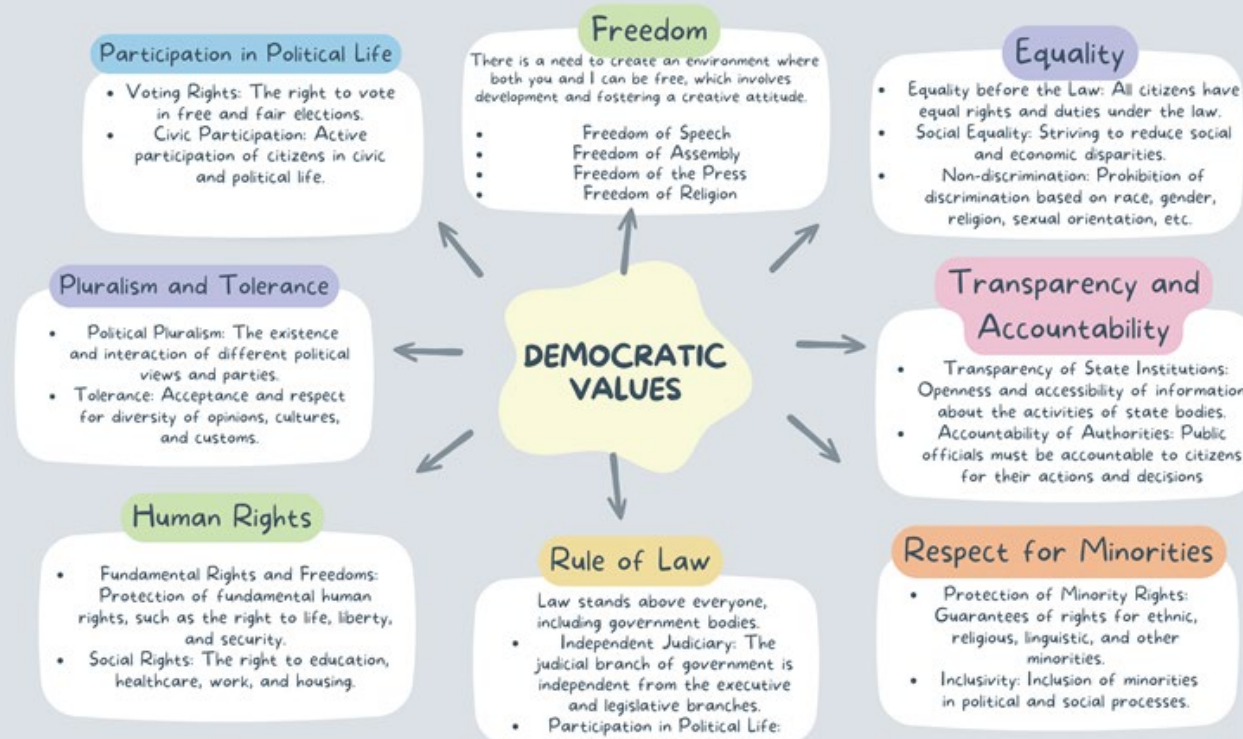 Participation in Political Life
• Voting Rights: The right to vote
in free and fair elections.
• Civic Participation: Active
participation of citizens in civic
and political life.
Freedom
There is a need to create an environment where
both you and I can be free, which involves
development and fostering a creative attitude.
• Freedom of Speech
• Freedom of Assembly
• Freedom of the Press
• Freedom of Religion
Equality
• Equality before the Law: All citizens have
equal rights and duties under the law.
• Social Equality: Striving to reduce social
and economic disparities.
• Non-discrimination: Prohibition of
discrimination based on race, gender,
religion, sexual orientation, etc.
Pluralism and Tolerance
• Political Pluralism: The existence
and interaction of different political
views and parties.
• Tolerance: Acceptance and respect
for diversity of opinions, cultures,
and customs.
DEMOCRATIC
VALUES
Transparency and
Accountability
• Transparency of State Institutions:
Openness and accessibility of information
about the activities of state bodies.
• Accountability of Authorities: Public
officials must be accountable to citizens
for their actions and decisions
Human Rights
• Fundamental Rights and Freedoms:
Protection of fundamental human
rights, such as the right to life, liberty,
and security.
• Social Rights: The right to education,
healthcare, work, and housing.
Rule of Law
Law stands above everyone,
including government bodies.
• Independent Judiciary: The
judicial branch of government is
independent from the executive
and legislative branches.
• Participation in Political Life:
Respect for Minorities
• Protection of Minority Rights:
Guarantees of rights for ethnic,
religious, linguistic, and other
minorities.
• Inclusivity: Inclusion of minorities
in political and social processes.